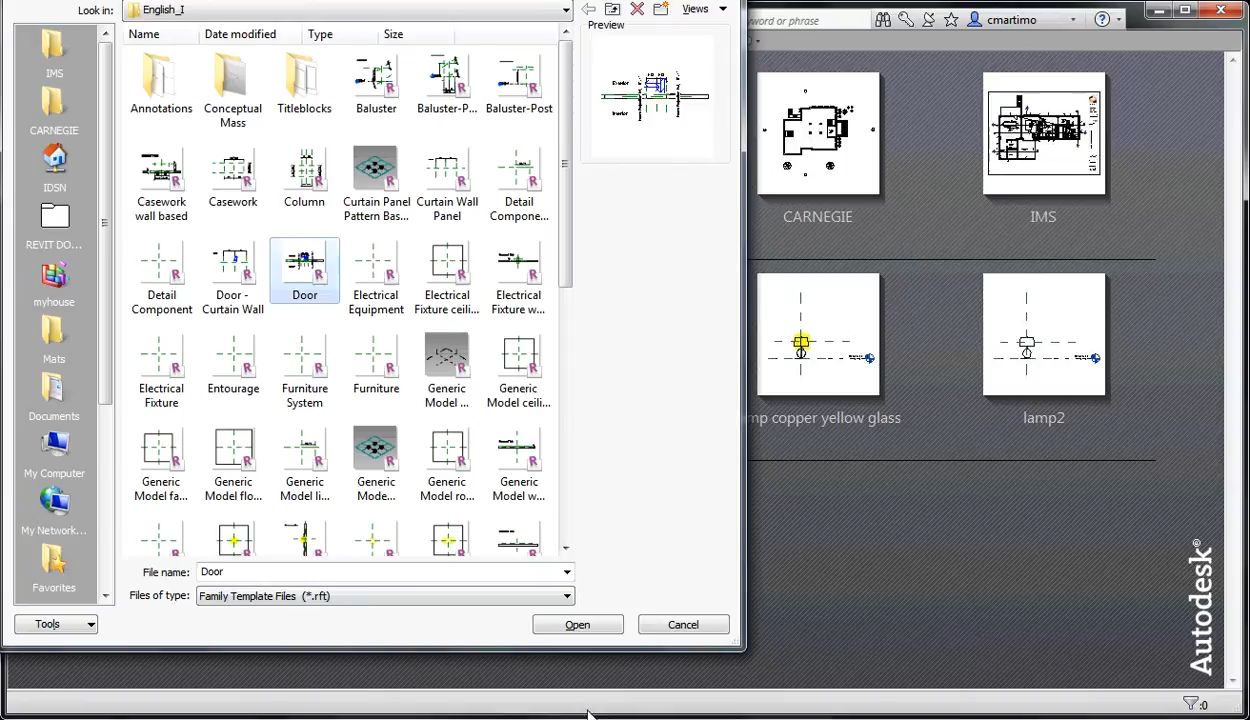 Look in:
English_I
Views
word or phrase
cmartimo
Name
Date modified
Type
Size
Preview
IMS
CARNEGIE
IDSN
REVIT DO...
myhouse
Mats
Documents
My Computer
My Network...
Favorites
Annotations
Conceptual
Mass
Titleblocks
Baluster
Baluster-P...
Baluster-Post
Casework
wall based
Casework
Column
Curtain Panel
Pattern Bas...
Curtain Wall
Panel
Detail
Compone...
Detail
Component
Door -
Curtain Wall
Door
Electrical
Equipment
Electrical
Fixture ceili...
Electrical
Fixture w...
Electrical
Fixture
Entourage
Furniture
System
Furniture
Generic
Model ...
Generic
Model ceili...
Generic
Model fa...
Generic
Model flo...
Generic
Model li...
Generic
Mode...
Generic
Model ro...
Generic
Model w...
File name:
Door
Files of type:
Family Template Files (*.rft)
Tools
Open
Cancel
CARNEGIE
IMS
mp copper yellow glass
lamp2
Autodesk®
:0